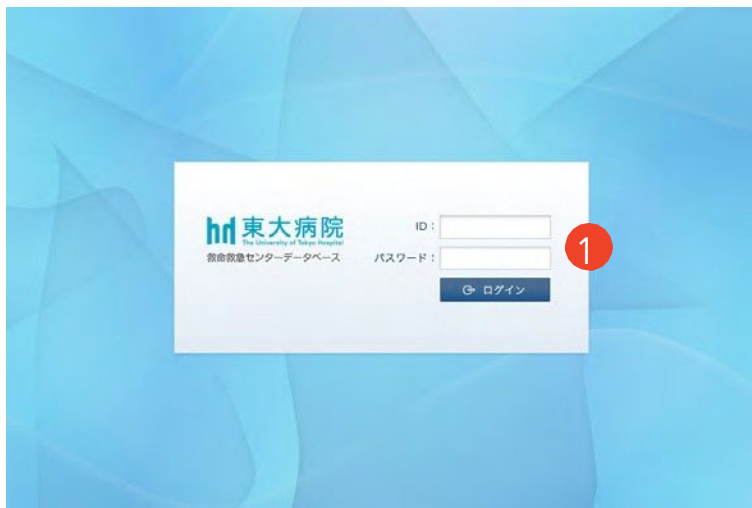 hd 東大病院
The University of Tokyo Hospital
救命救急センターデータベース
ID：
パスワード：
ログイン
1